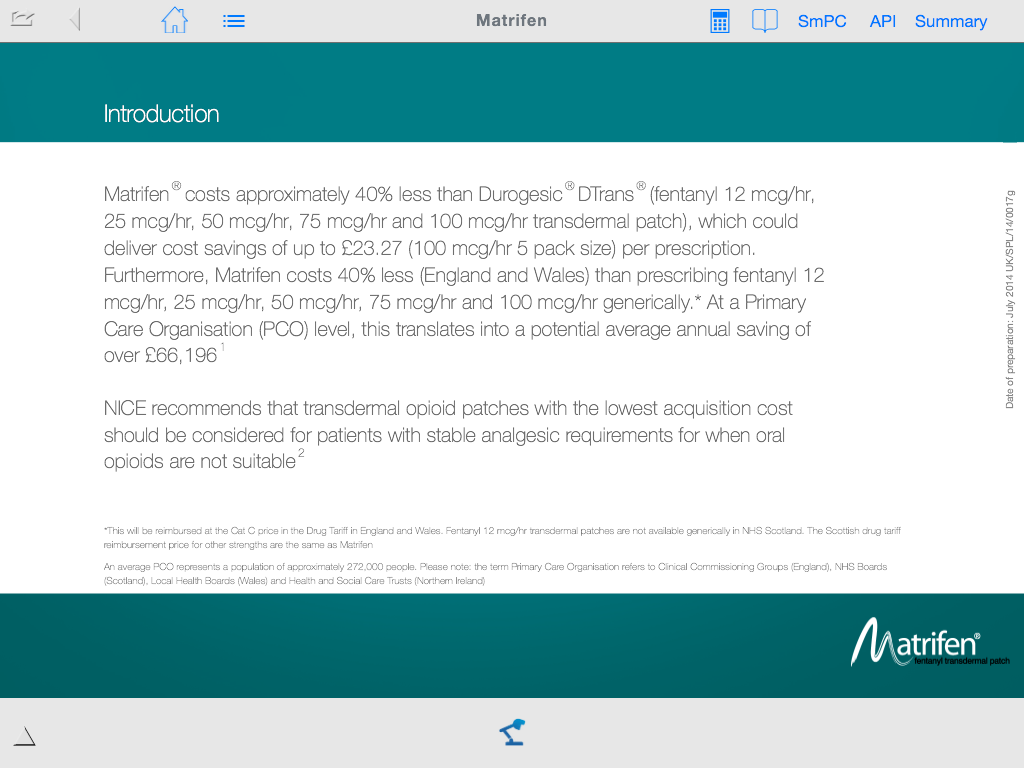 Matrifen
SmPC API Summary
Introduction
Matrifen® costs approximately 40% less than Durogesic® DTrans® (fentanyl 12 mcg/hr,
25 mcg/hr, 50 mcg/hr, 75 mcg/hr and 100 mcg/hr transdermal patch), which could
deliver cost savings of up to £23.27 (100 mcg/hr 5 pack size) per prescription.
Furthermore, Matrifen costs 40% less (England and Wales) than prescribing fentanyl 12
mcg/hr, 25 mcg/hr, 50 mcg/hr, 75 mcg/hr and 100 mcg/hr generically.* At a Primary
Care Organisation (PCO) level, this translates into a potential average annual saving of
over £66,196¹
NICE recommends that transdermal opioid patches with the lowest acquisition cost
should be considered for patients with stable analgesic requirements for when oral
opioids are not suitable²
*This will be reimbursed at the Cat C price in the Drug Tariff in England and Wales. Fentanyl 12 mcg/hr transdermal patches are not available generically in NHS Scotland. The Scottish drug tariff
reimbursement price for other strengths are the same as Matrifen
An average PCO represents a population of approximately 272,000 people. Please note: the term Primary Care Organisation refers to Clinical Commissioning Groups (England), NHS Boards
(Scotland), Local Health Boards (Wales) and Health and Social Care Trusts (Northern Ireland)
Date of preparation: July 2014 UK/SPL/14/0017g
Matrifen®
fentanyl transdermal patch